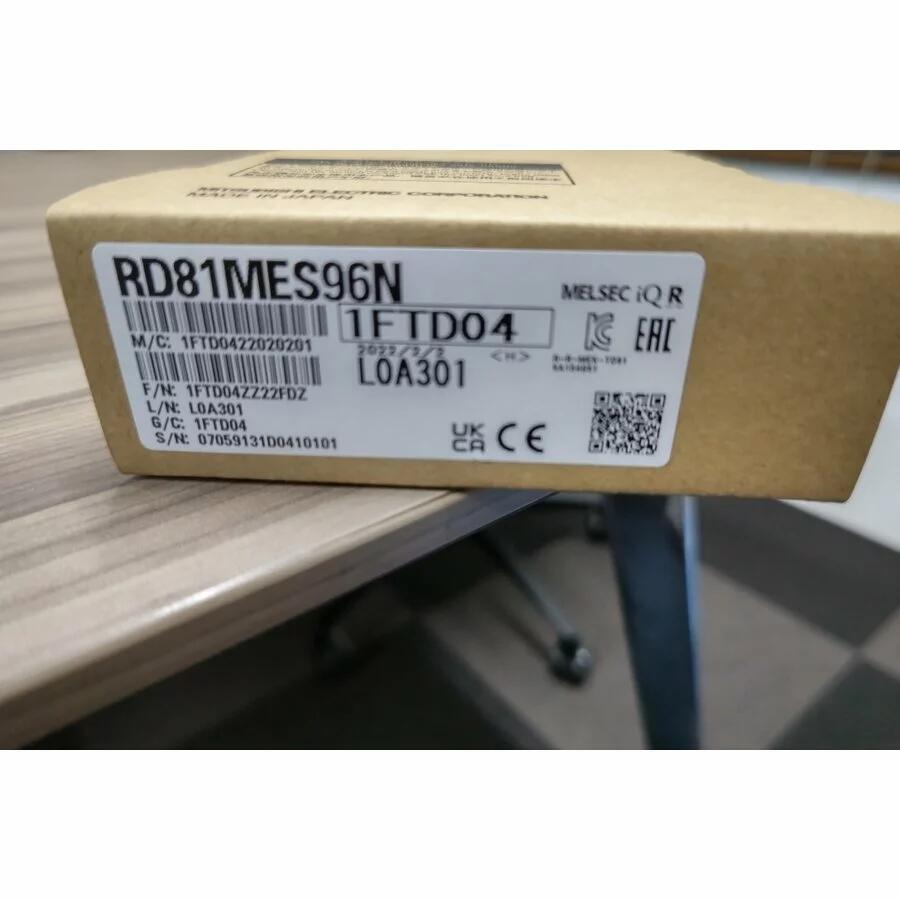 MITSUBISHI ELECTRIC CORPORATION
MADE IN JAPAN
RD81MES96N
MELSEC iQ R
1FTD04
M/C: 1FTD0422020201
2022/2/2
<H>
L0A301
EAC
F/N: 1FTD04ZZ22FDZ
L/N: L0A301
G/C: 1FTD04
S/N: 07059131D0410101
UK
CA CE